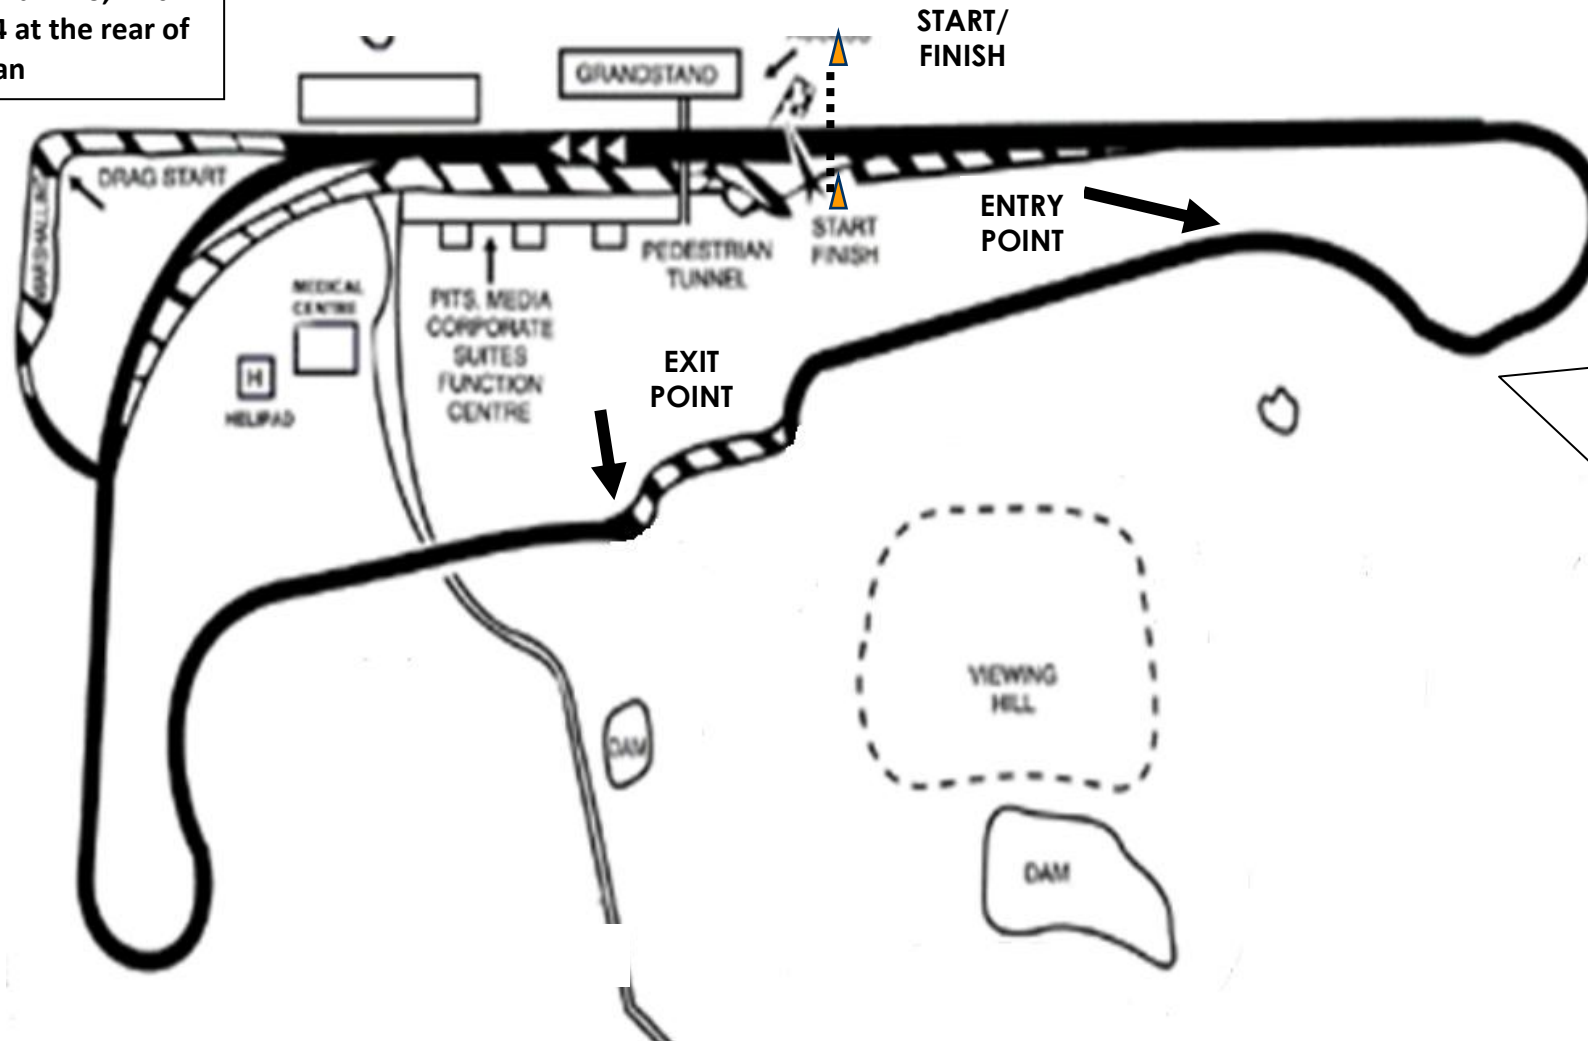 4 at the rear of
an
START/
FINISH
GRANDSTAND
DRAG START
MARSHALLING
ENTRY
POINT
START
FINISH
PEDESTRIAN
TUNNEL
MEDICAL
CENTRE
PITS, MEDIA
CORPORATE
SUITES
FUNCTION
CENTRE
EXIT
POINT
H
HELIPAD
VIEWING
HILL
DAM
DAM